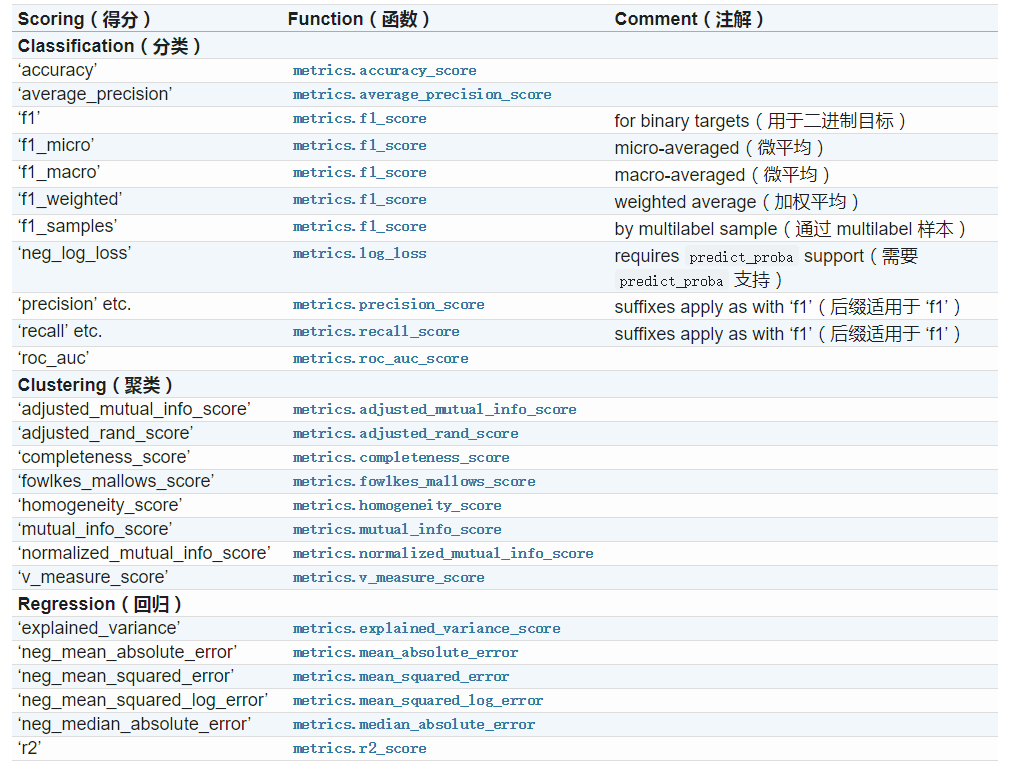 Scoring（得分） Function（函数） Comment（注解）
Classification（分类）
‘accuracy’ metrics.accuracy_score
‘average_precision’ metrics.average_precision_score
‘f1’ metrics.f1_score for binary targets（用于二进制目标）
‘f1_micro’ metrics.f1_score micro-averaged（微平均）
‘f1_macro’ metrics.f1_score macro-averaged（微平均）
‘f1_weighted’ metrics.f1_score weighted average（加权平均）
‘f1_samples’ metrics.f1_score by multilabel sample（通过 multilabel 样本）
‘neg_log_loss’ metrics.log_loss requires predict_proba support（需要
predict_proba 支持）
‘precision’ etc. metrics.precision_score suffixes apply as with ‘f1’（后缀适用于 ‘f1’）
‘recall’ etc. metrics.recall_score suffixes apply as with ‘f1’（后缀适用于 ‘f1’）
‘roc_auc’ metrics.roc_auc_score
Clustering（聚类）
‘adjusted_mutual_info_score’ metrics.adjusted_mutual_info_score
‘adjusted_rand_score’ metrics.adjusted_rand_score
‘completeness_score’ metrics.completeness_score
‘fowlkes_mallows_score’ metrics.fowlkes_mallows_score
‘homogeneity_score’ metrics.homogeneity_score
‘mutual_info_score’ metrics.mutual_info_score
‘normalized_mutual_info_score’ metrics.normalized_mutual_info_score
‘v_measure_score’ metrics.v_measure_score
Regression（回归）
‘explained_variance’ metrics.explained_variance_score
‘neg_mean_absolute_error’ metrics.mean_absolute_error
‘neg_mean_squared_error’ metrics.mean_squared_error
‘neg_mean_squared_log_error’ metrics.mean_squared_log_error
‘neg_median_absolute_error’ metrics.median_absolute_error
‘r2’ metrics.r2_score